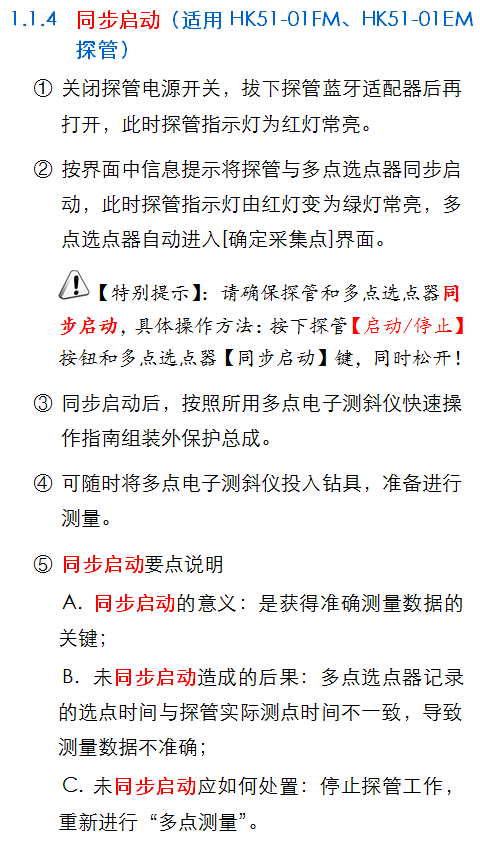 1.1.4 同步启动（适用 HK51-01FM、HK51-01EM
探管）
① 关闭探管电源开关，拔下探管蓝牙适配器后再
打开，此时探管指示灯为红灯常亮。
② 按界面中信息提示将探管与多点选点器同步启
动，此时探管指示灯由红灯变为绿灯常亮，多
点选点器自动进入[确定采集点]界面。
【特别提示】：请确保探管和多点选点器同
步启动，具体操作方法：按下探管【启动/停止】
按钮和多点选点器【同步启动】键，同时松开！
③ 同步启动后，按照所用多点电子测斜仪快速操
作指南组装外保护总成。
④ 可随时将多点电子测斜仪投入钻具，准备进行
测量。
⑤ 同步启动要点说明
A. 同步启动的意义：是获得准确测量数据的
关键；
B. 未同步启动造成的后果：多点选点器记录
的选点时间与探管实际测点时间不一致，导致
测量数据不准确；
C. 未同步启动应如何处置：停止探管工作，
重新进行“多点测量”。